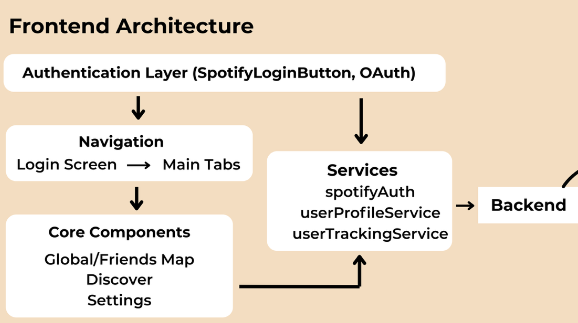 Frontend Architecture
Authentication Layer (SpotifyLoginButton, OAuth)
Navigation
Login Screen → Main Tabs
Services
spotifyAuth
userProfileService
userTrackingService
Backend
Core Components
Global/Friends Map
Discover
Settings